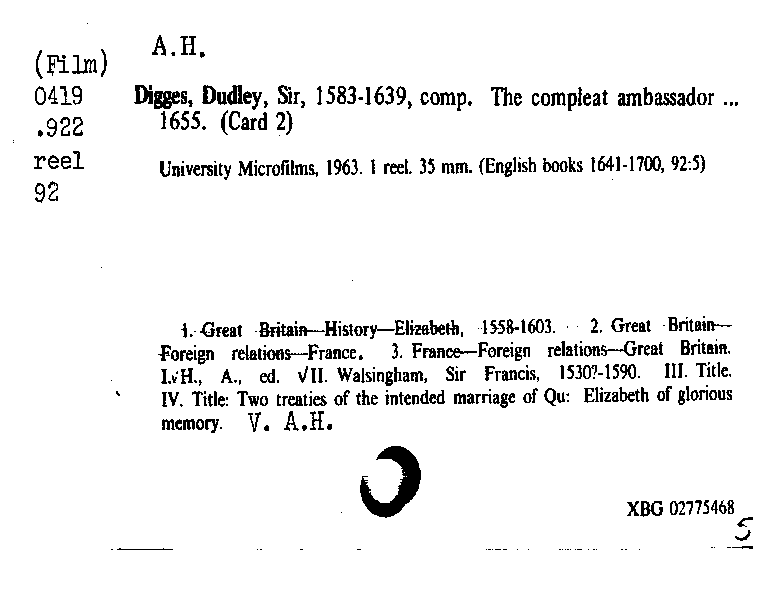 A.H.
(Film)
0419
.922
reel
92
Digges, Dudley, Sir, 1583-1639, comp. The compleat ambassador ...
1655. (Card 2)
University Microfilms, 1963. 1 reel. 35 mm. (English books 1641-1700, 92:5)
1. Great Britain—History—Elizabeth, 1558-1603. 2. Great Britain—
Foreign relations—France. 3. France—Foreign relations—Great Britain.
I.√H., A., ed. √II. Walsingham, Sir Francis, 1530?-1590. III. Title.
IV. Title: Two treaties of the intended marriage of Qu: Elizabeth of glorious
memory. V. A.H.
XBG 02775468
5